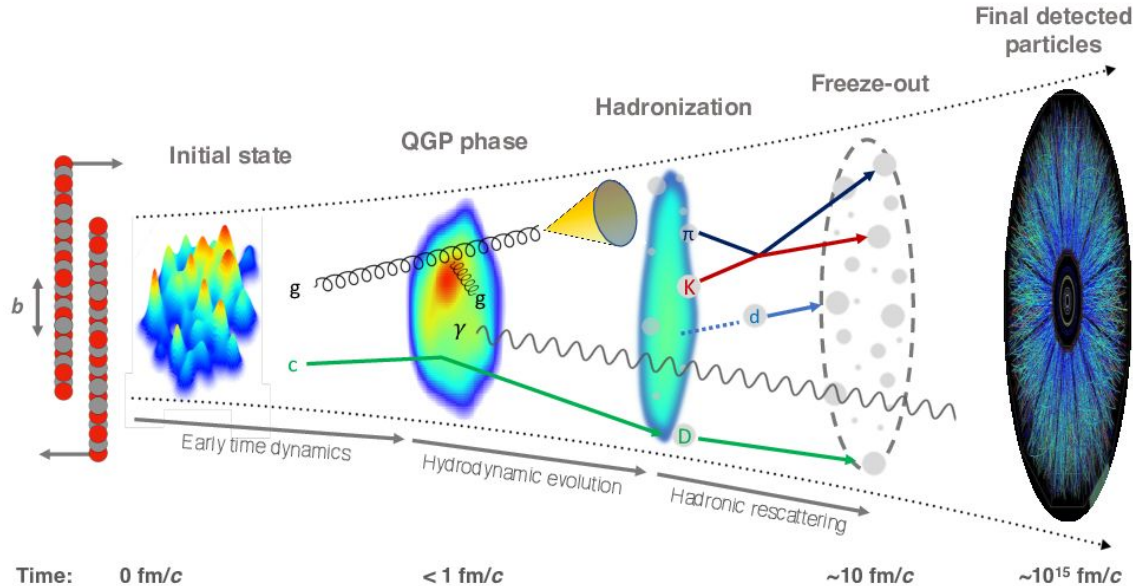 Final detected
particles
Freeze-out
Hadronization
QGP phase
Initial state
π
g
K
b
g
d
γ
c
D
Early time dynamics
Hydrodynamic evolution
Hadronic rescattering
Time: 0 fm/c < 1 fm/c ~10 fm/c ~10¹⁵ fm/c